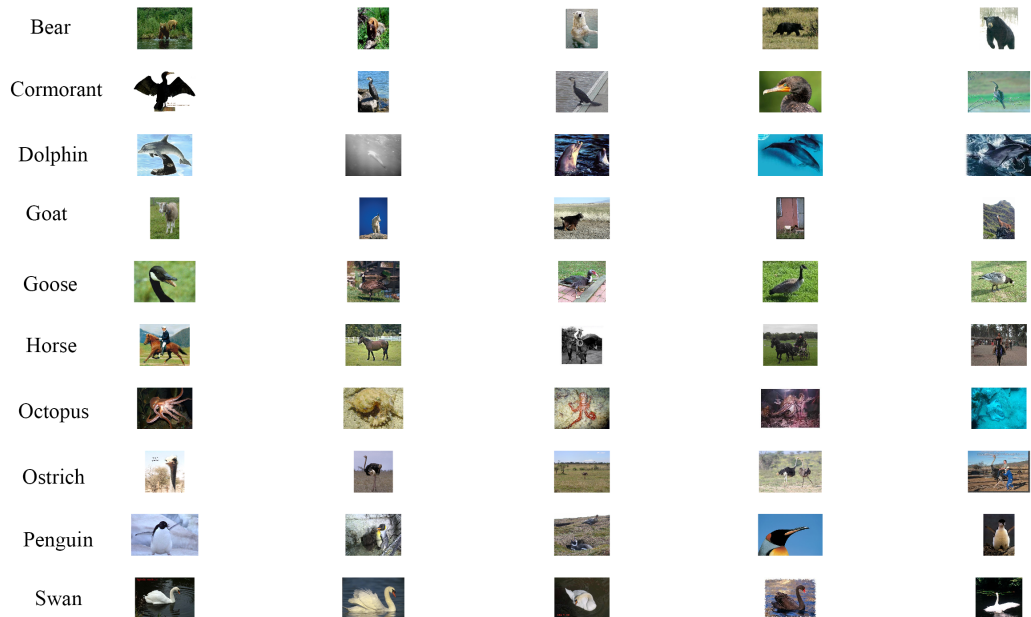 Bear
Cormorant
Dolphin
Goat
Goose
Horse
Octopus
Ostrich
Penguin
Swan